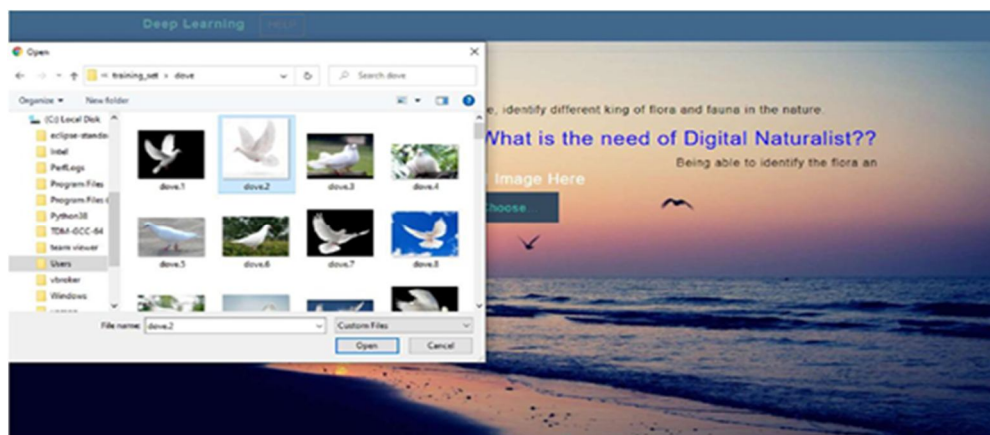 Deep Learning HELP
Open
training_set > dove
Search dove
Organize New folder
(C:) Local Disk
eclipse-standa
Intel
PerfLogs
Program Files
Program Files (
Python38
TDM-GCC-64
team viewer
Users
vbroker
Windows
dove.1 dove.2 dove.3 dove.4
dove.5 dove.6 dove.7 dove.8
File name: dove.2 Custom Files
Open Cancel
e, identify different king of flora and fauna in the nature.
What is the need of Digital Naturalist??
Being able to identify the flora an
Image Here
Choose...